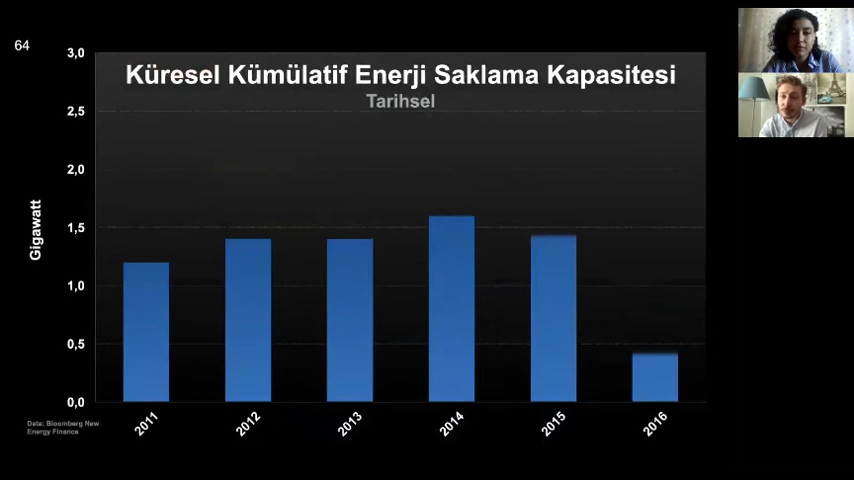 64
Küresel Kümülatif Enerji Saklama Kapasitesi
Tarihsel
Gigawatt
3,0
2,5
2,0
1,5
1,0
0,5
0,0
2011
2012
2013
2014
2015
2016
Data: Bloomberg New
Energy Finance